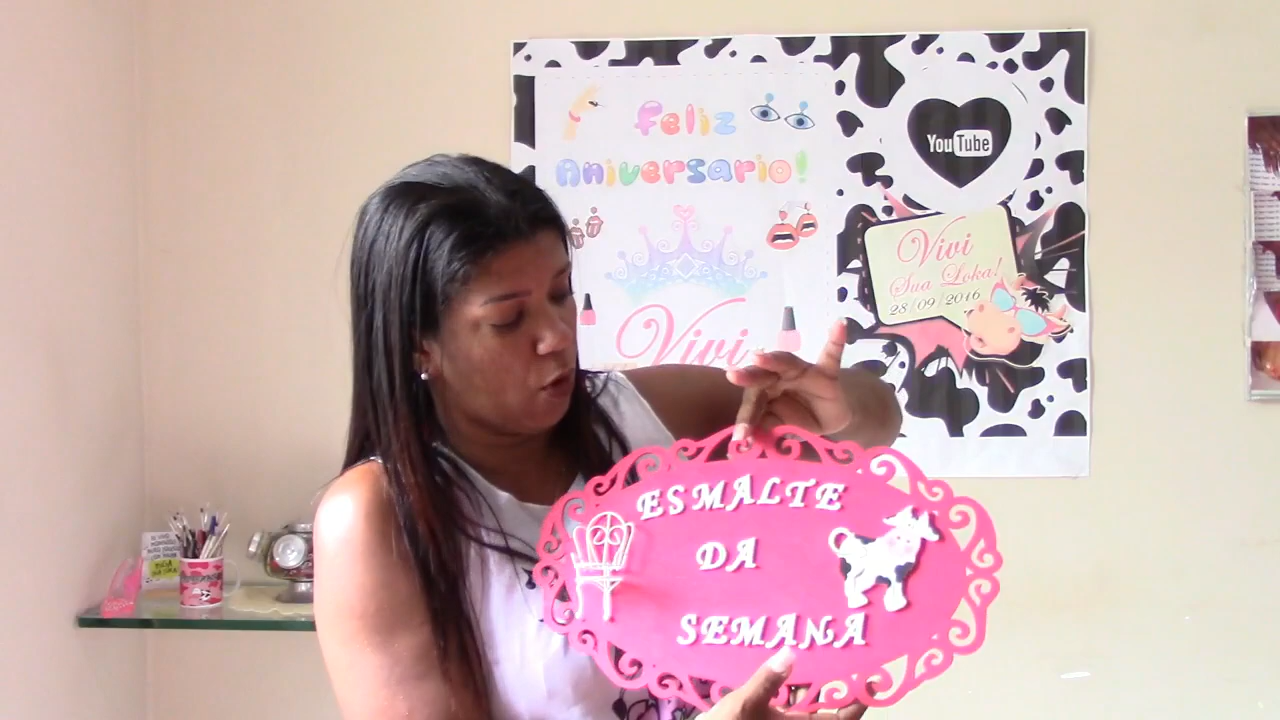 Feliz
Aniversario!
Vivi
YouTube
Vivi
Sua Loka!
28/09/2016
ESMALTE
DA
SEMANA